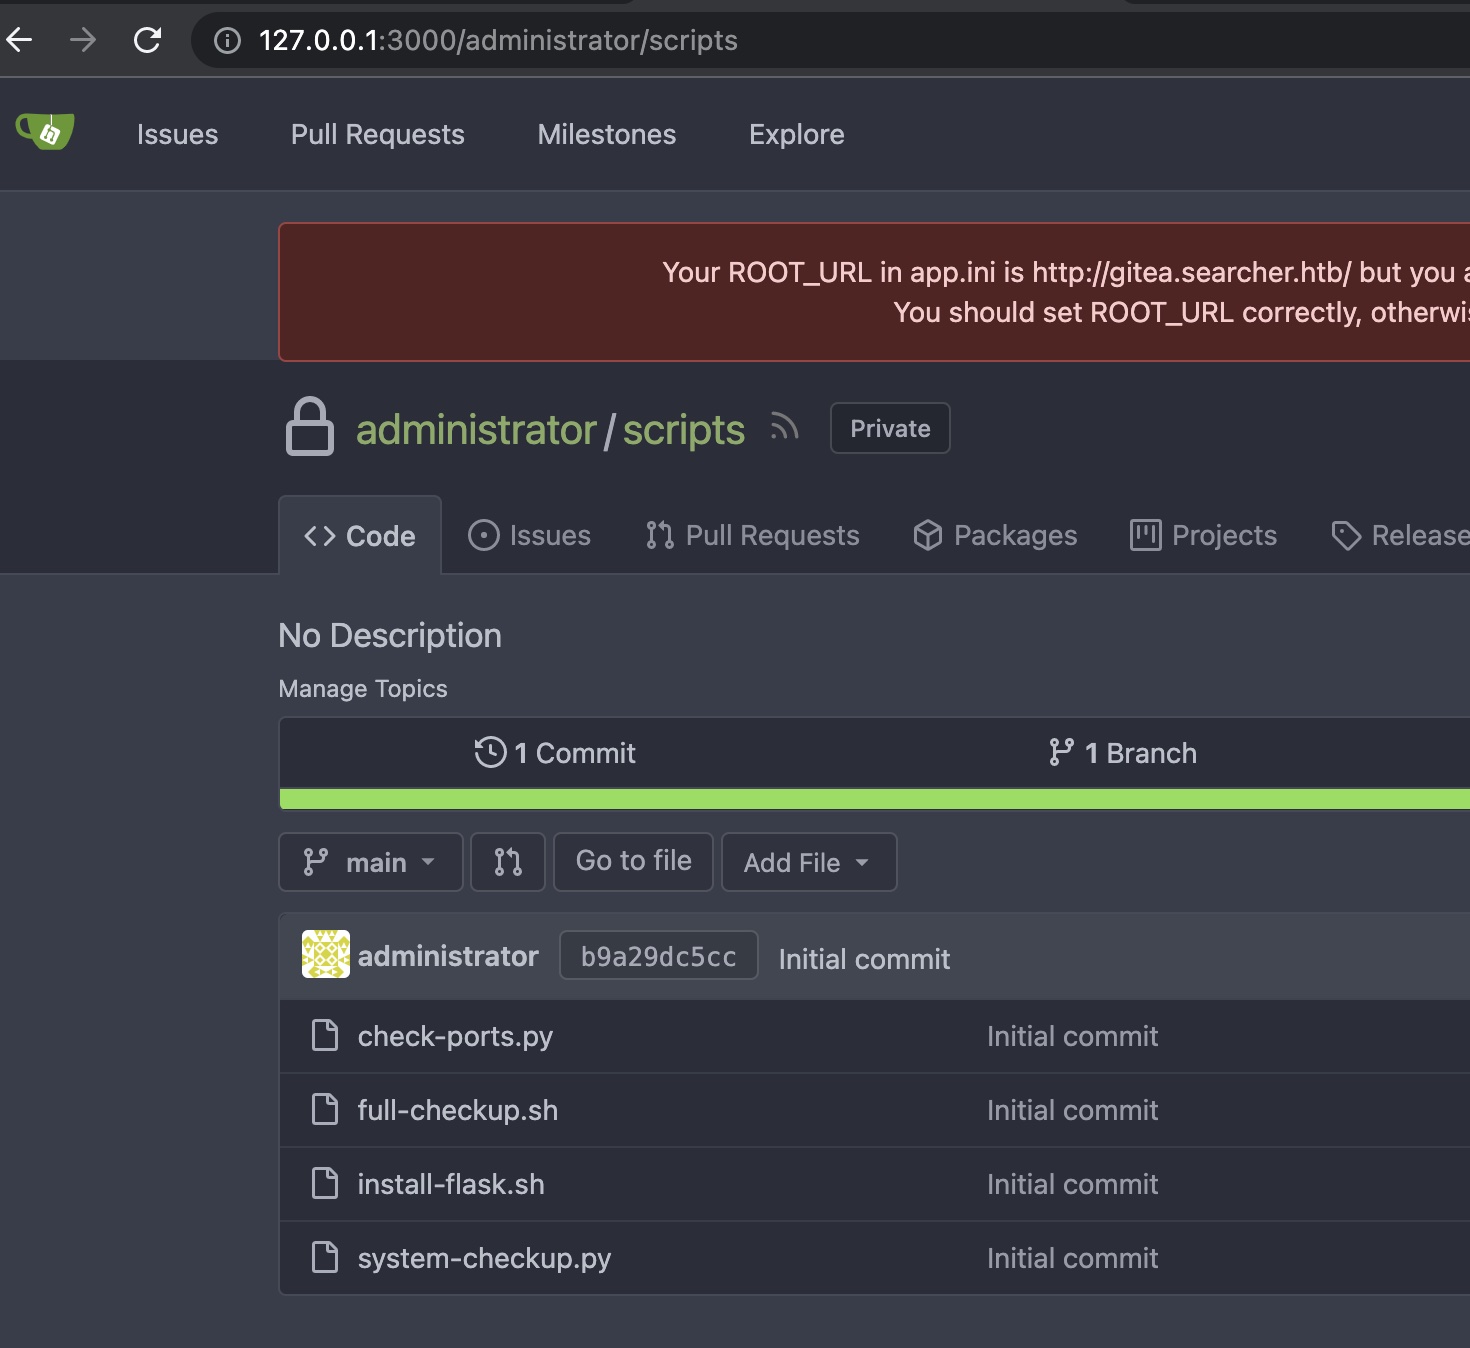 127.0.0.1:3000/administrator/scripts
Issues Pull Requests Milestones Explore
Your ROOT_URL in app.ini is http://gitea.searcher.htb/ but you
You should set ROOT_URL correctly,
administrator/scripts Private
Code Issues Pull Requests Packages Projects Release
No Description
Manage Topics
1 Commit 1 Branch
main Go to file Add File
administrator b9a29dc5cc Initial commit
check-ports.py Initial commit
full-checkup.sh Initial commit
install-flask.sh Initial commit
system-checkup.py Initial commit